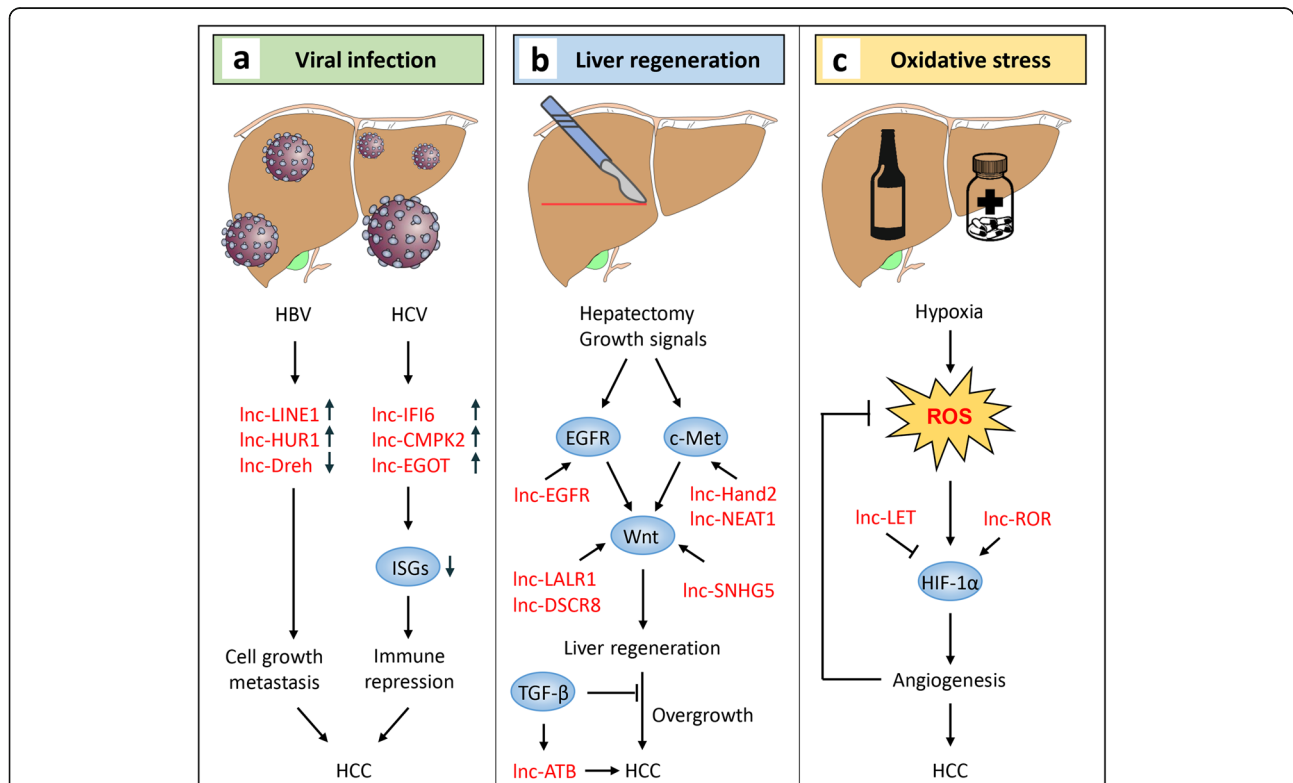 a Viral infection
HBV
HCV
lnc-LINE1
lnc-HUR1
lnc-Dreh
lnc-IFI6
lnc-CMPK2
lnc-EGOT
ISGs
Cell growth
metastasis
Immune
repression
HCC
b Liver regeneration
Hepatectomy
Growth signals
EGFR
c-Met
lnc-EGFR
lnc-Hand2
lnc-NEAT1
Wnt
lnc-LALR1
lnc-DSCR8
lnc-SNHG5
Liver regeneration
TGF-β
Overgrowth
lnc-ATB
HCC
c Oxidative stress
Hypoxia
ROS
lnc-LET
lnc-ROR
HIF-1α
Angiogenesis
HCC